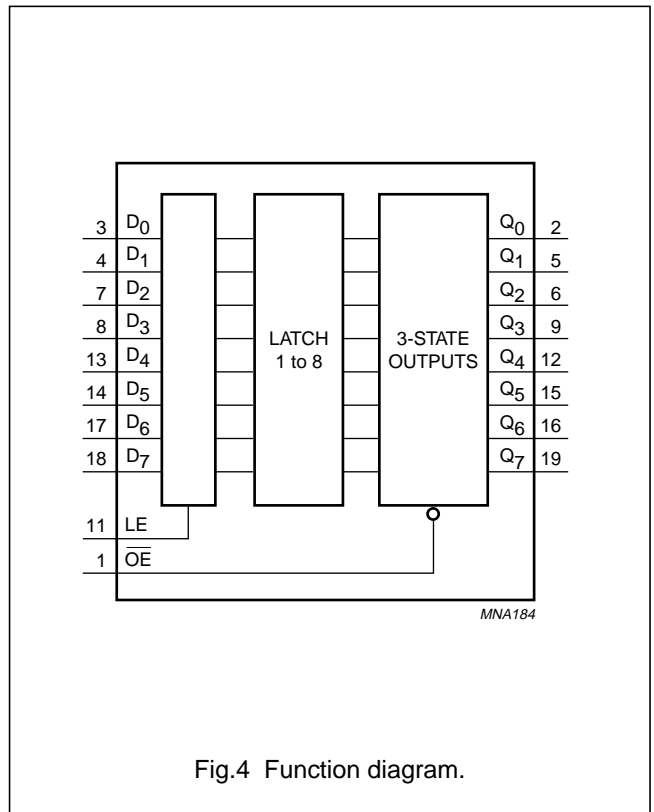 3 D0 Q0 2
4 D1 Q1 5
7 D2 Q2 6
8 D3 Q3 9
LATCH 3-STATE
13 D4 Q4 12
1 to 8 OUTPUTS
14 D5 Q5 15
17 D6 Q6 16
18 D7 Q7 19
11 LE
1 O̅E̅
MNA184
Fig.4 Function diagram.